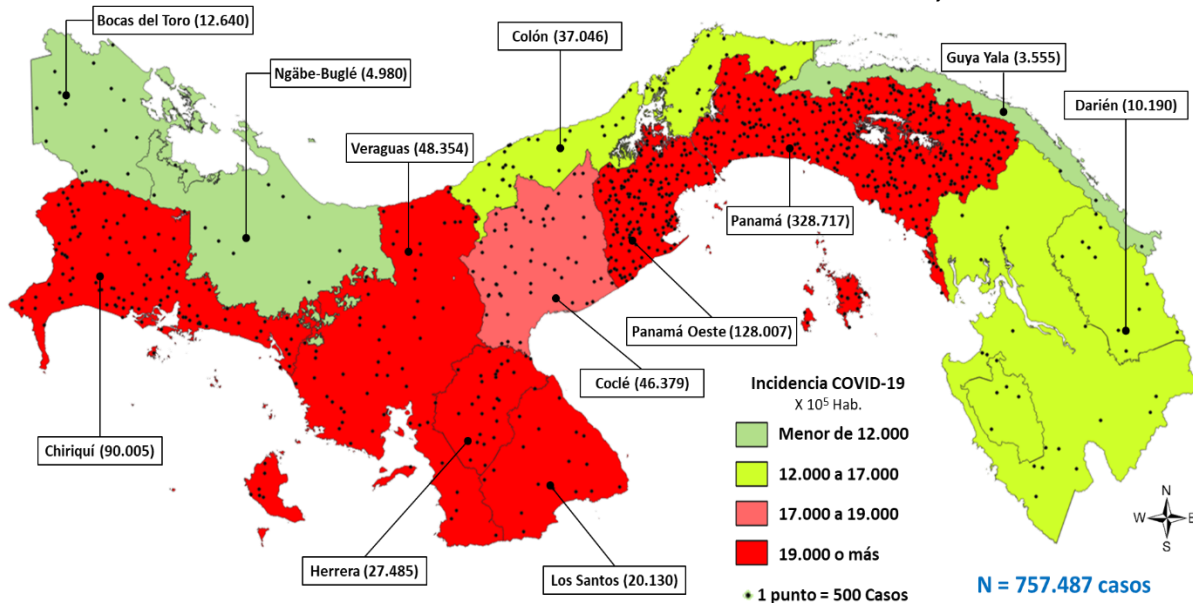 Bocas del Toro (12.640)
Colón (37.046)
Guya Yala (3.555)
Ngäbe-Buglé (4.980)
Darién (10.190)
Veraguas (48.354)
Panamá (328.717)
Panamá Oeste (128.007)
Coclé (46.379)
Chiriquí (90.005)
Herrera (27.485)
Los Santos (20.130)
Incidencia COVID-19
X 10⁵ Hab.
Menor de 12.000
12.000 a 17.000
17.000 a 19.000
19.000 o más
1 punto = 500 Casos
N
W E
S
N = 757.487 casos